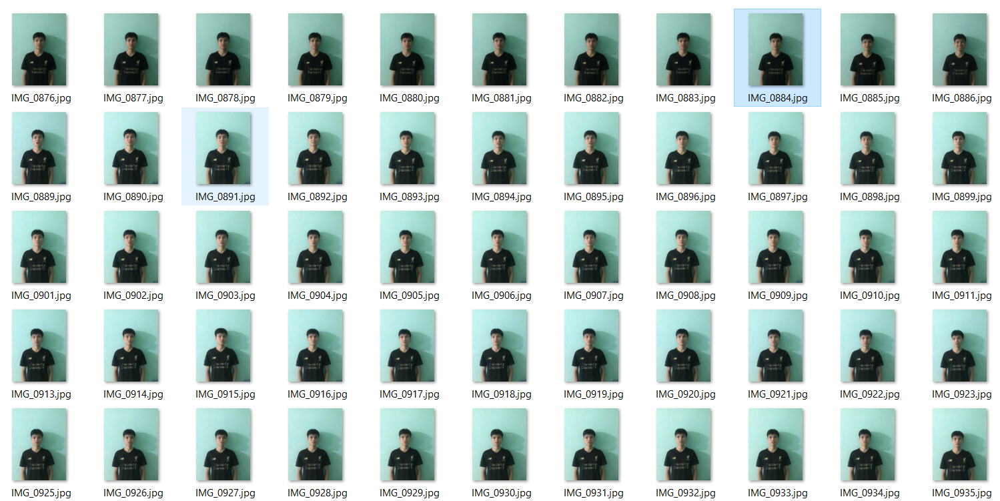 IMG_0876.jpg IMG_0877.jpg IMG_0878.jpg IMG_0879.jpg IMG_0880.jpg IMG_0881.jpg IMG_0882.jpg IMG_0883.jpg IMG_0884.jpg IMG_0885.jpg IMG_0886.jpg
IMG_0889.jpg IMG_0890.jpg IMG_0891.jpg IMG_0892.jpg IMG_0893.jpg IMG_0894.jpg IMG_0895.jpg IMG_0896.jpg IMG_0897.jpg IMG_0898.jpg IMG_0899.jpg
IMG_0901.jpg IMG_0902.jpg IMG_0903.jpg IMG_0904.jpg IMG_0905.jpg IMG_0906.jpg IMG_0907.jpg IMG_0908.jpg IMG_0909.jpg IMG_0910.jpg IMG_0911.jpg
IMG_0913.jpg IMG_0914.jpg IMG_0915.jpg IMG_0916.jpg IMG_0917.jpg IMG_0918.jpg IMG_0919.jpg IMG_0920.jpg IMG_0921.jpg IMG_0922.jpg IMG_0923.jpg
IMG_0925.jpg IMG_0926.jpg IMG_0927.jpg IMG_0928.jpg IMG_0929.jpg IMG_0930.jpg IMG_0931.jpg IMG_0932.jpg IMG_0933.jpg IMG_0934.jpg IMG_0935.jpg